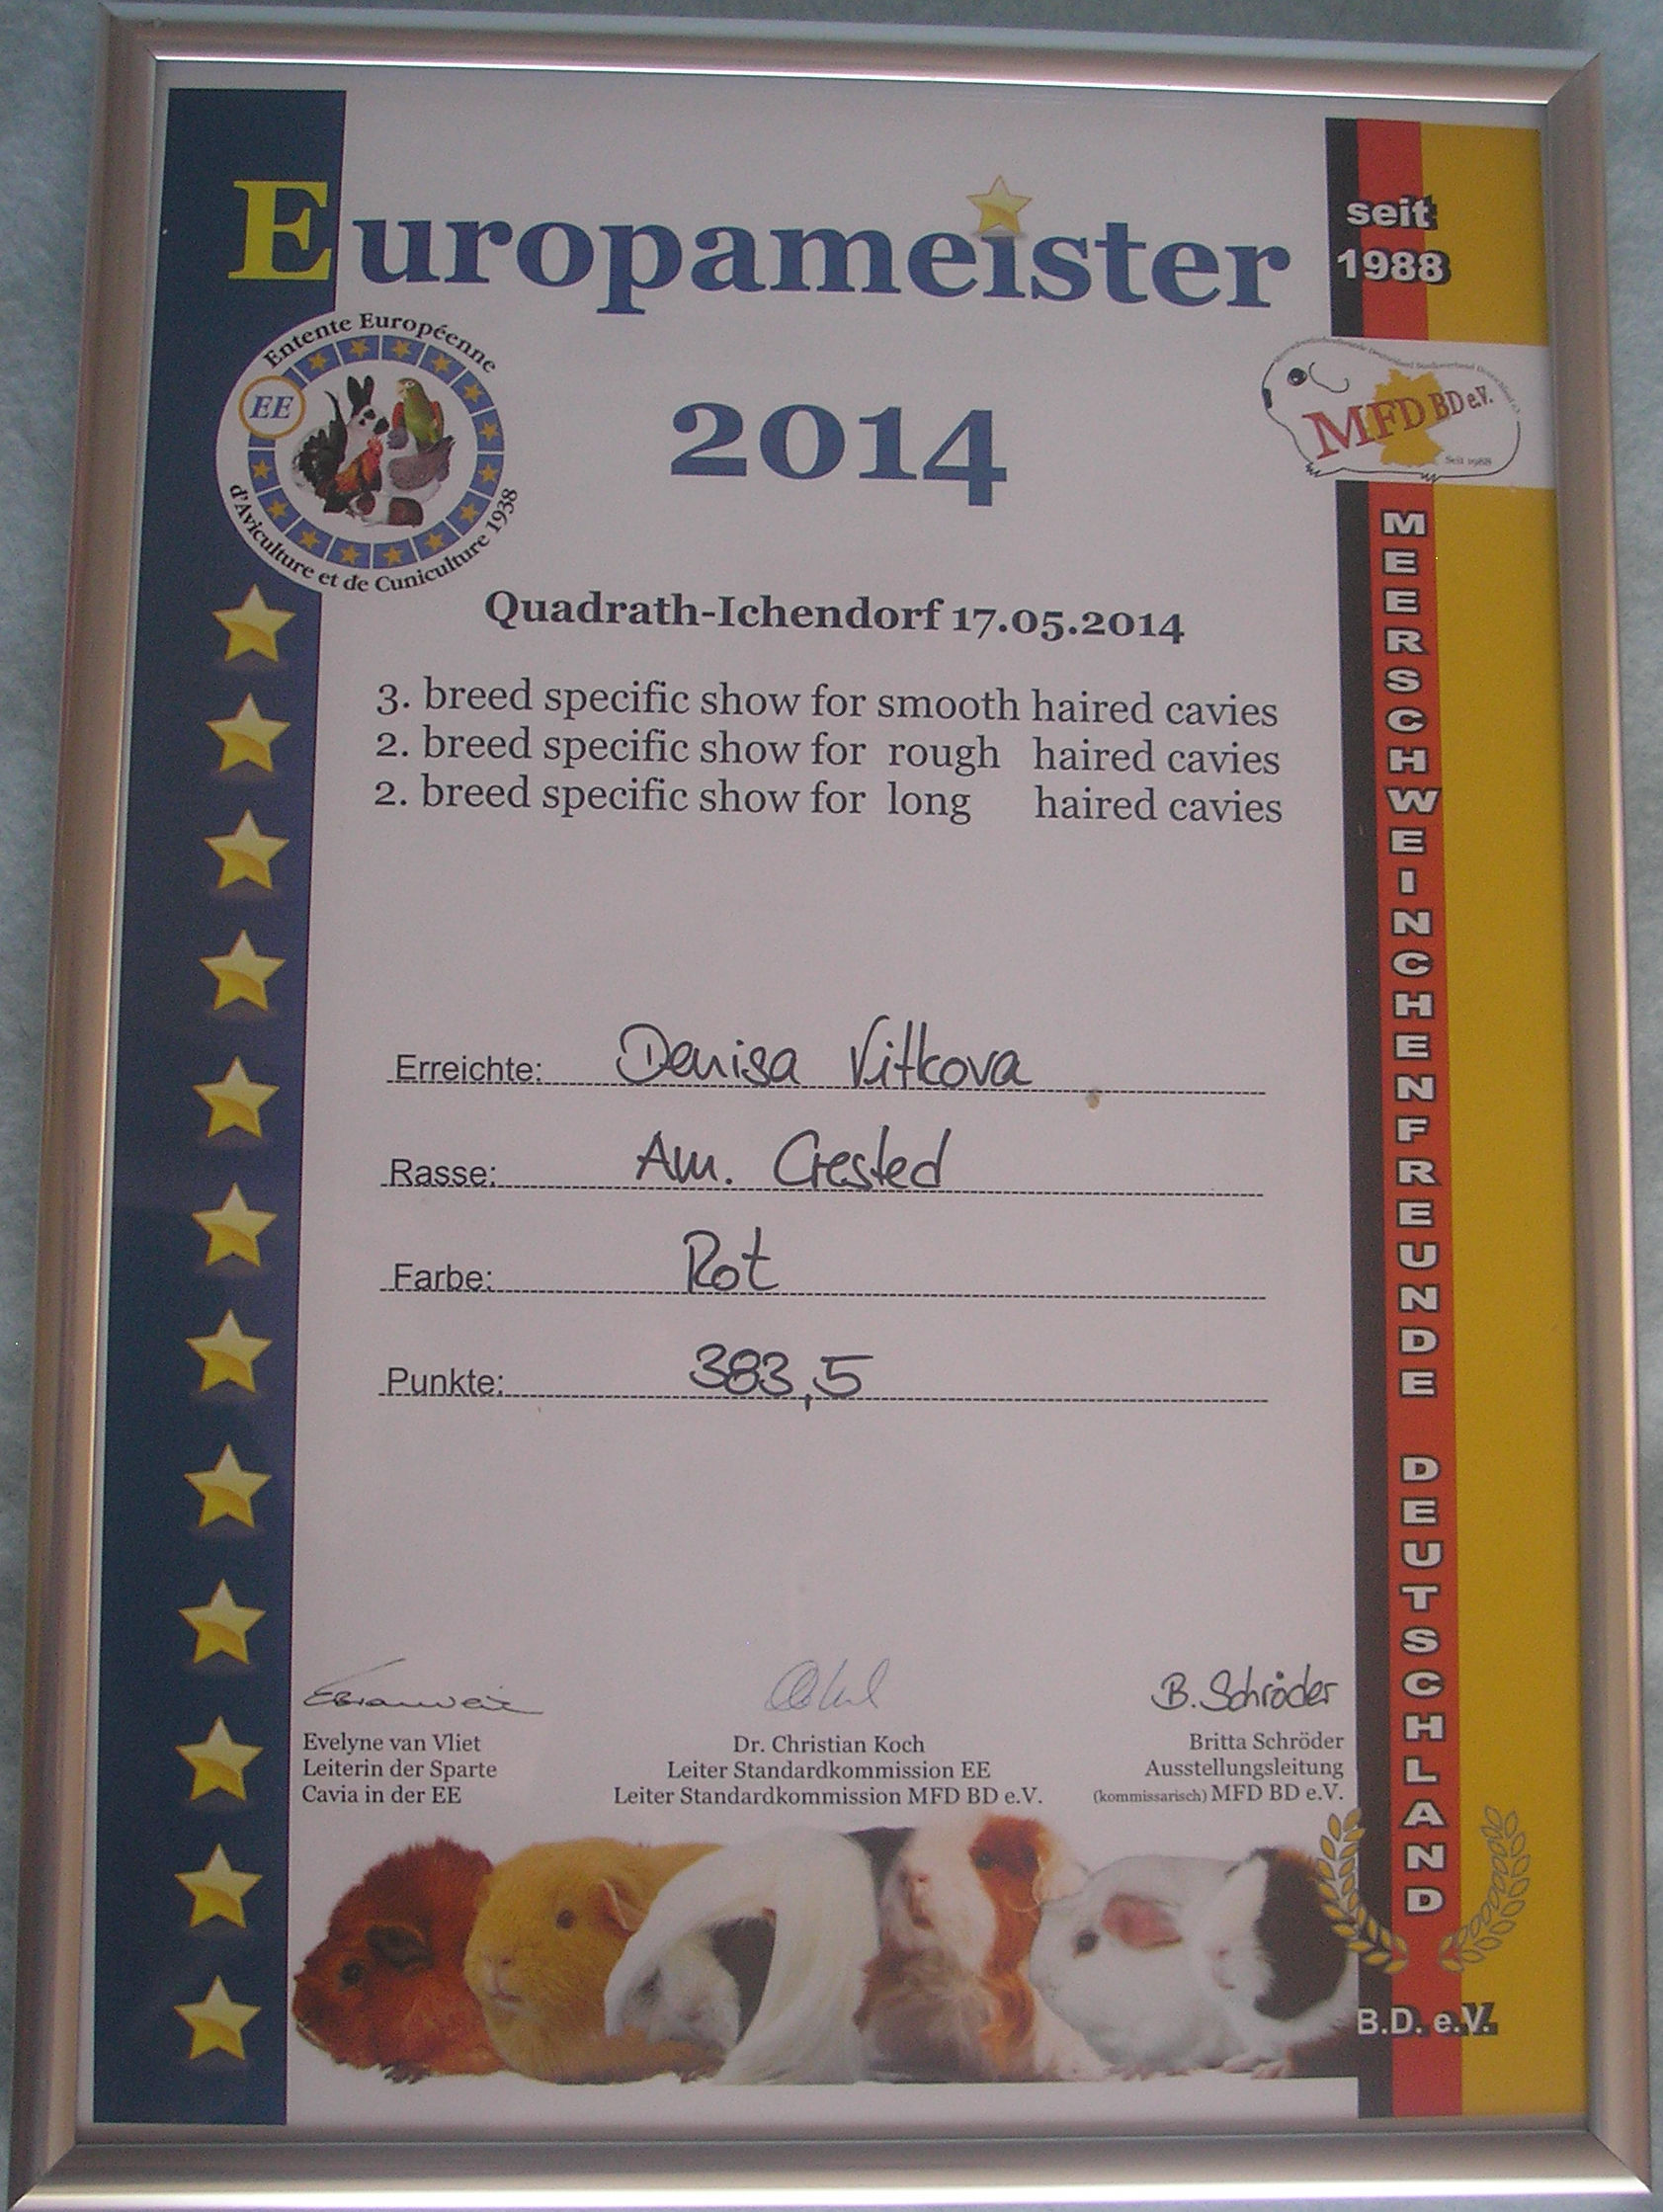 Europameister
seit
1988
Entente Européenne
EE
d'Aviculture et de Cuniculture 1938
2014
MFD BD e.V.
Seit 1988
Quadrath-Ichendorf 17.05.2014
3. breed specific show for smooth haired cavies
2. breed specific show for rough haired cavies
2. breed specific show for long haired cavies
MEERSCHWEINCHENFREUNDE DEUTSCHLAND
Erreichte: Denisa Vitkova
Rasse: Am. Crested
Farbe: Rot
Punkte: 383,5
B. Schröder
Evelyne van Vliet
Leiterin der Sparte
Cavia in der EE
Dr. Christian Koch
Leiter Standardkommission EE
Leiter Standardkommission MFD BD e.V.
Britta Schröder
Ausstellungsleitung
(kommissarisch) MFD BD e.V.
B.D. e.V.